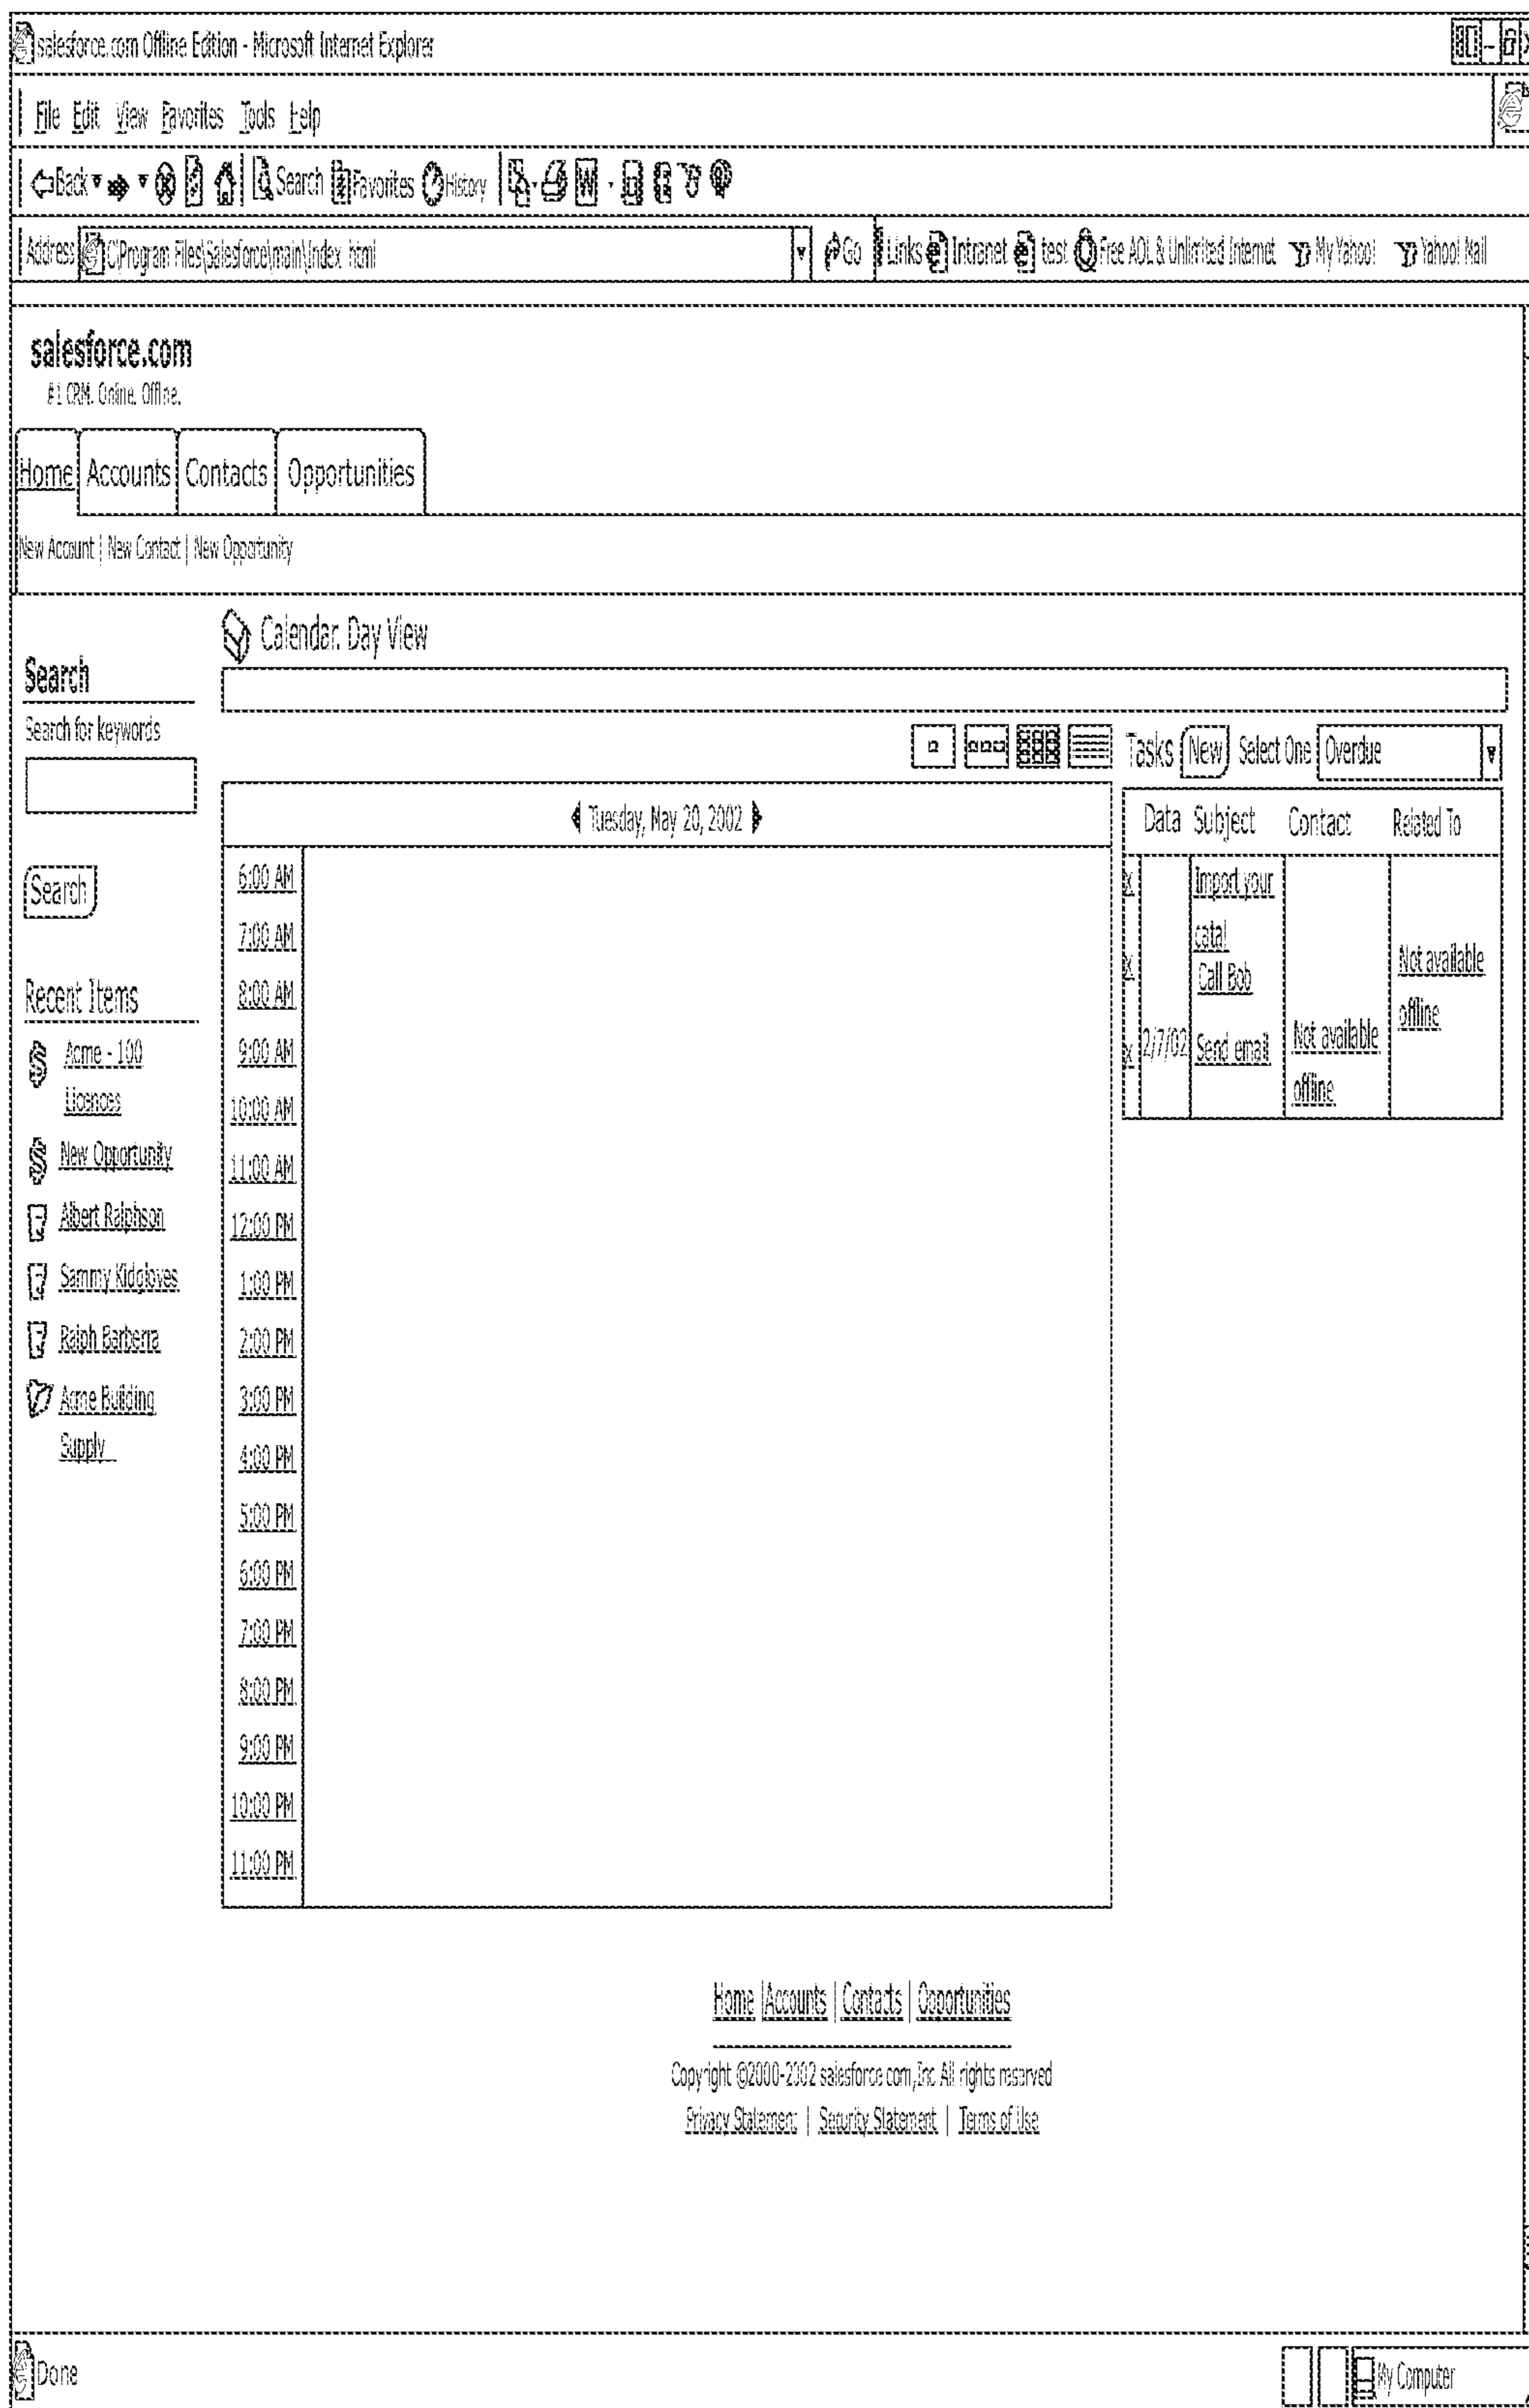 salesforce.com Offline Edition - Microsoft Internet Explorer
File Edit View Favorites Tools Help
Back Search Favorites History W
Address C\Program Files\Salesforce\main\Index html Go Links Intranet test Free AOL & Unlimited Internet My Yahoo! Yahoo! Mail
salesforce.com
#1 CRM. Online. Offline.
Home Accounts Contacts Opportunities
New Account | New Contact | New Opportunity
Calendar. Day View
Search
Search for keywords
Search
Recent Items
$ Acme - 100
Licences
$ New Opportunity
Albert Ralphson
Sammy Kidgloves
Ralph Barberra
Acme Building
Supply
Tuesday, May 20, 2002
6:00 AM
7:00 AM
8:00 AM
9:00 AM
10:00 AM
11:00 AM
12:00 PM
1:00 PM
2:00 PM
3:00 PM
4:00 PM
5:00 PM
6:00 PM
7:00 PM
8:00 PM
9:00 PM
10:00 PM
11:00 PM
Tasks New Select One Overdue
Data Subject Contact Related To
X Import your
catal
X Call Bob Not available
offline
X 2/7/02 Send email Not available
offline
Home | Accounts | Contacts | Opportunities
Copyright ©2000-2002 salesforce com,Inc All rights reserved
Privacy Statement | Security Statement | Terms of Use
Done My Computer